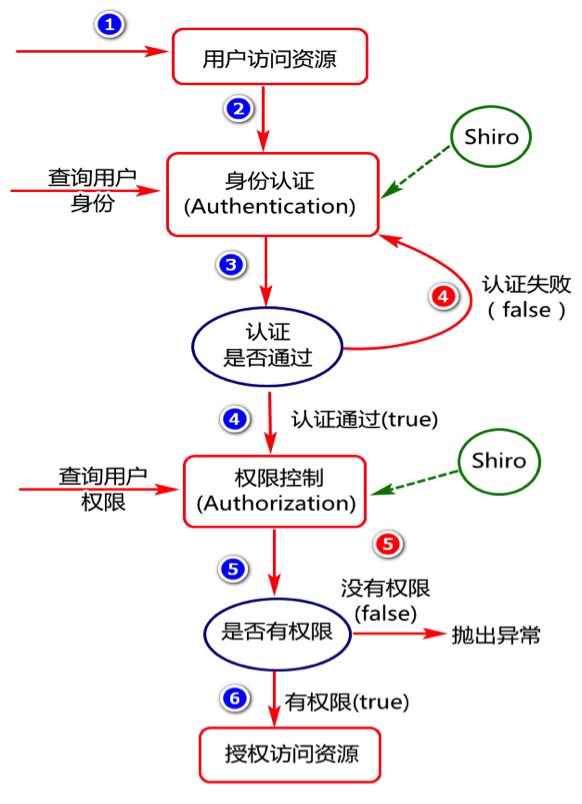 1
用户访问资源
2
Shiro
查询用户
身份
身份认证
(Authentication)
3
4
认证失败
( false )
认证
是否通过
4
认证通过(true)
Shiro
查询用户
权限
权限控制
(Authorization)
5
5
没有权限
(false)
是否有权限
抛出异常
6
有权限(true)
授权访问资源